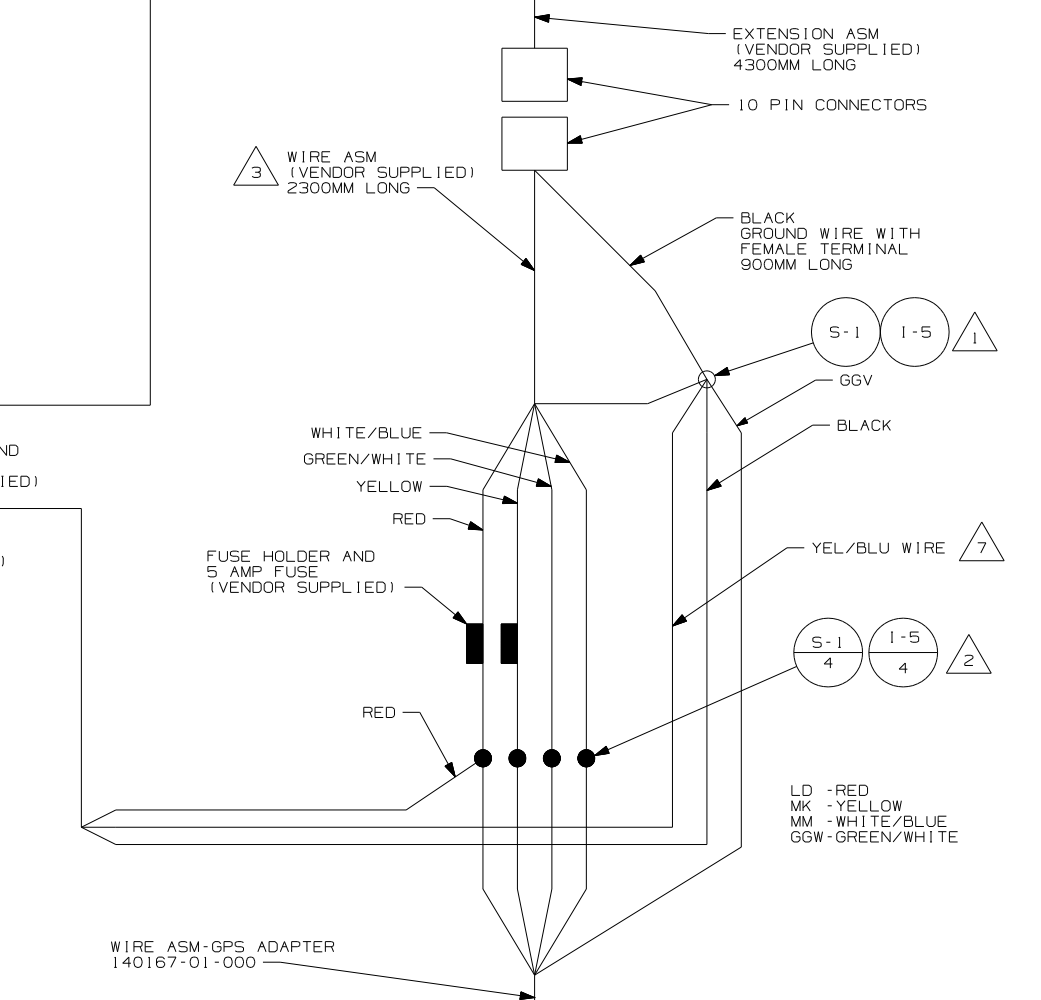 EXTENSION ASM
(VENDOR SUPPLIED)
4300MM LONG
10 PIN CONNECTORS
3
WIRE ASM
(VENDOR SUPPLIED)
2300MM LONG
BLACK
GROUND WIRE WITH
FEMALE TERMINAL
900MM LONG
S-1
I-5
1
GGV
BLACK
WHITE/BLUE
GREEN/WHITE
YELLOW
RED
ND
IED)
)
FUSE HOLDER AND
5 AMP FUSE
(VENDOR SUPPLIED)
YEL/BLU WIRE
7
S-1
4
I-5
4
2
RED
LD -RED
MK -YELLOW
MM -WHITE/BLUE
GGW-GREEN/WHITE
WIRE ASM-GPS ADAPTER
140167-01-000